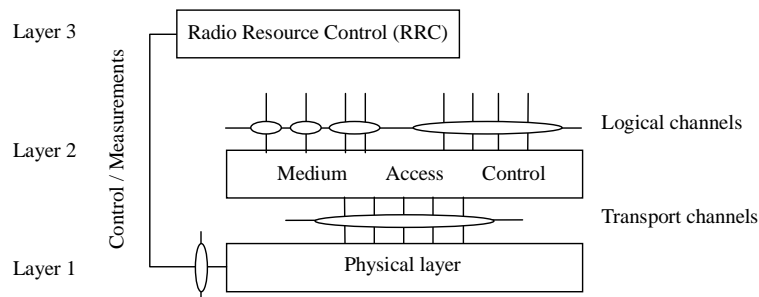 Layer 3
Radio Resource Control (RRC)
Control / Measurements
Logical channels
Layer 2
Medium Access Control
Transport channels
Layer 1
Physical layer